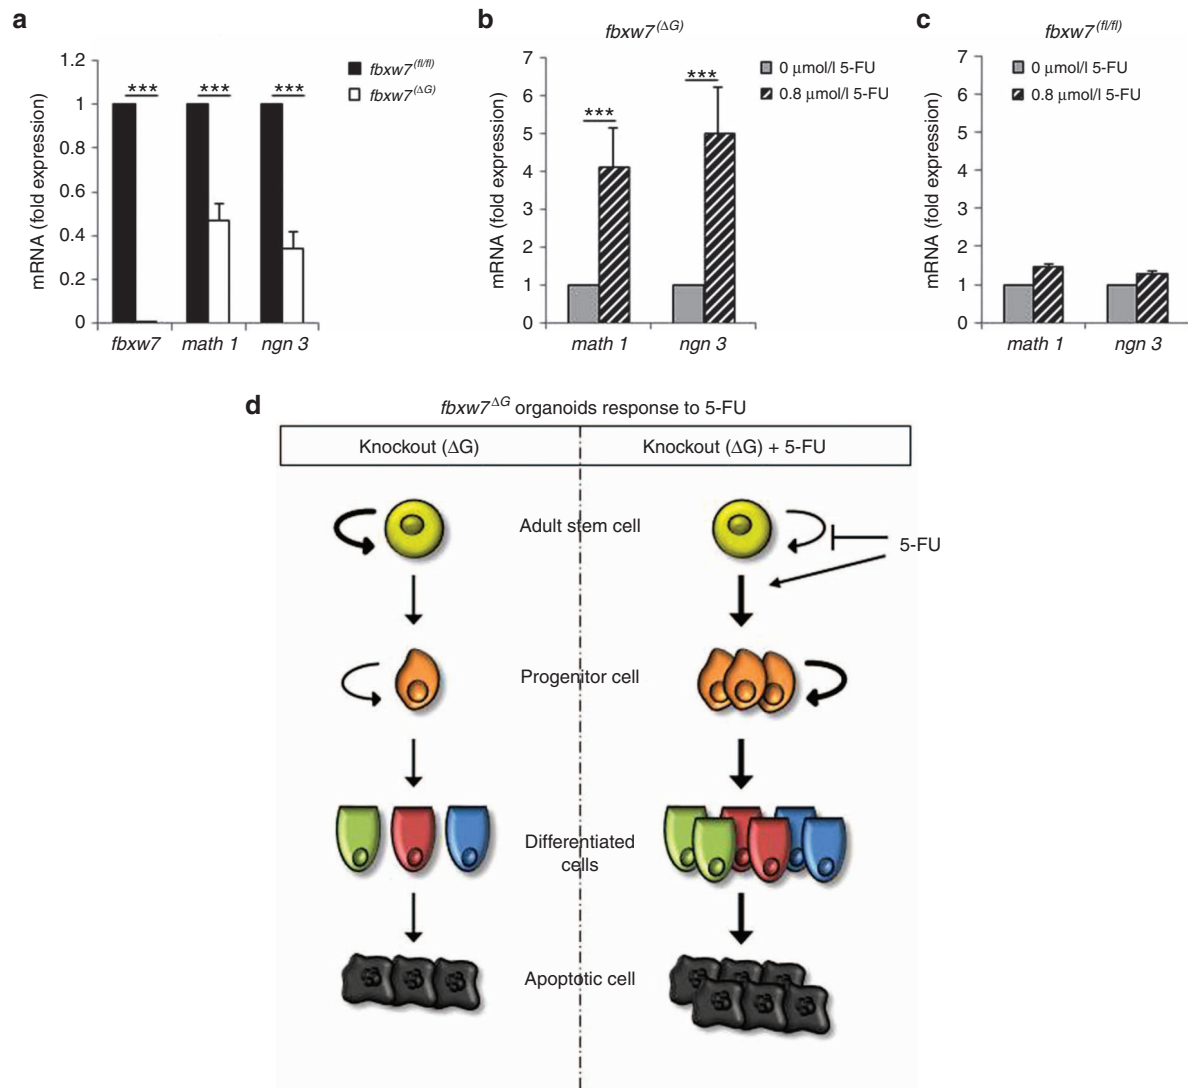 a
mRNA (fold expression)
1.2
1
0.8
0.6
0.4
0.2
0
***
***
***
fbxw7
math 1
ngn 3
fbxw7(fl/fl)
fbxw7(ΔG)
b
fbxw7(ΔG)
mRNA (fold expression)
7
6
5
4
3
2
1
0
***
***
math 1
ngn 3
0 μmol/l 5-FU
0.8 μmol/l 5-FU
c
fbxw7(fl/fl)
mRNA (fold expression)
7
6
5
4
3
2
1
0
math 1
ngn 3
0 μmol/l 5-FU
0.8 μmol/l 5-FU
d
fbxw7ΔG organoids response to 5-FU
Knockout (ΔG)
Knockout (ΔG) + 5-FU
Adult stem cell
5-FU
Progenitor cell
Differentiated
cells
Apoptotic cell